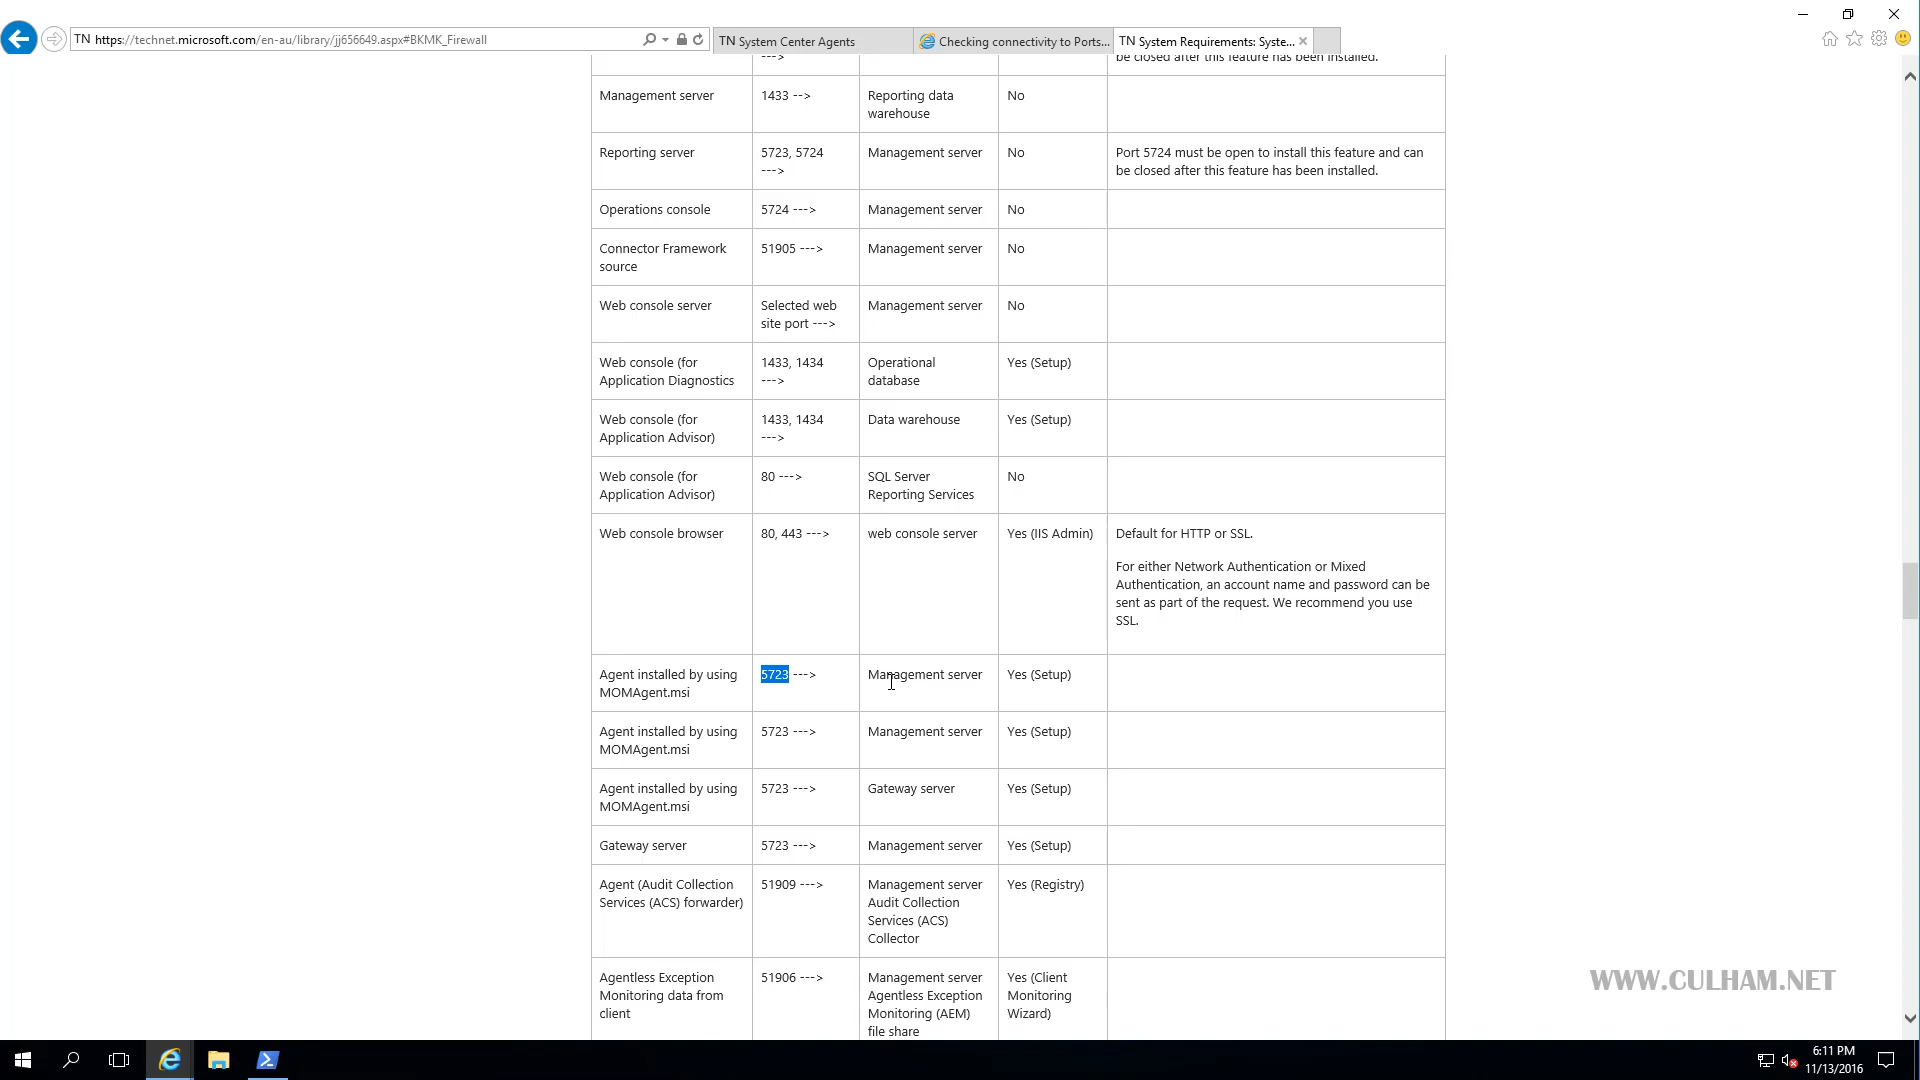 TN https://technet.microsoft.com/en-au/library/jj656649.aspx#BKMK_Firewall
TN System Center Agents
Checking connectivity to Ports...
TN System Requirements: Syste...
--->
be closed after this feature has been installed.
Management server
1433 -->
Reporting data
warehouse
No
Reporting server
5723, 5724
--->
Management server
No
Port 5724 must be open to install this feature and can
be closed after this feature has been installed.
Operations console
5724 --->
Management server
No
Connector Framework
source
51905 --->
Management server
No
Web console server
Selected web
site port --->
Management server
No
Web console (for
Application Diagnostics
1433, 1434
--->
Operational
database
Yes (Setup)
Web console (for
Application Advisor)
1433, 1434
--->
Data warehouse
Yes (Setup)
Web console (for
Application Advisor)
80 --->
SQL Server
Reporting Services
No
Web console browser
80, 443 --->
web console server
Yes (IIS Admin)
Default for HTTP or SSL.
For either Network Authentication or Mixed
Authentication, an account name and password can be
sent as part of the request. We recommend you use
SSL.
Agent installed by using
MOMAgent.msi
5723 --->
Management server
Yes (Setup)
Agent installed by using
MOMAgent.msi
5723 --->
Management server
Yes (Setup)
Agent installed by using
MOMAgent.msi
5723 --->
Gateway server
Yes (Setup)
Gateway server
5723 --->
Management server
Yes (Setup)
Agent (Audit Collection
Services (ACS) forwarder)
51909 --->
Management server
Audit Collection
Services (ACS)
Collector
Yes (Registry)
Agentless Exception
Monitoring data from
client
51906 --->
Management server
Agentless Exception
Monitoring (AEM)
file share
Yes (Client
Monitoring
Wizard)
WWW.CULHAM.NET
6:11 PM
11/13/2016